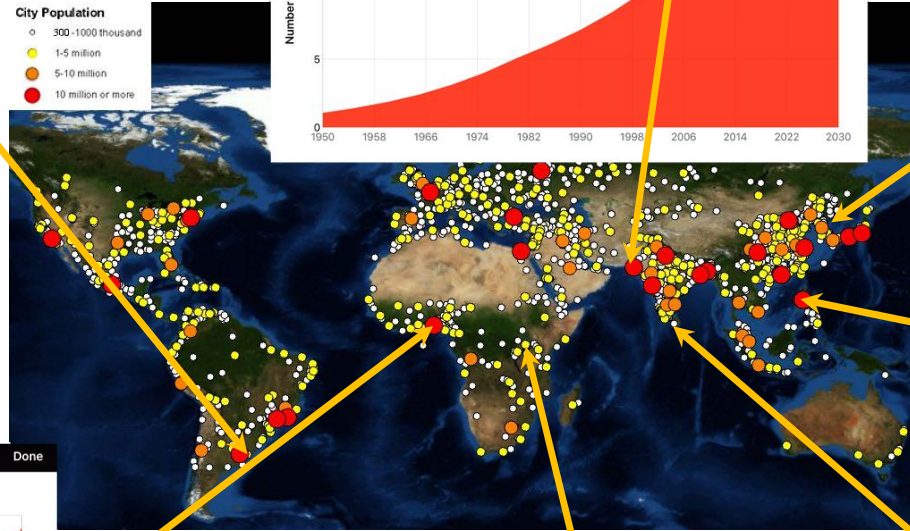 City Population
300 -1000 thousand
1-5 million
5-10 million
10 million or more
Number
5
0
1950 1958 1966 1974 1982 1990 1998 2006 2014 2022 2030
Done